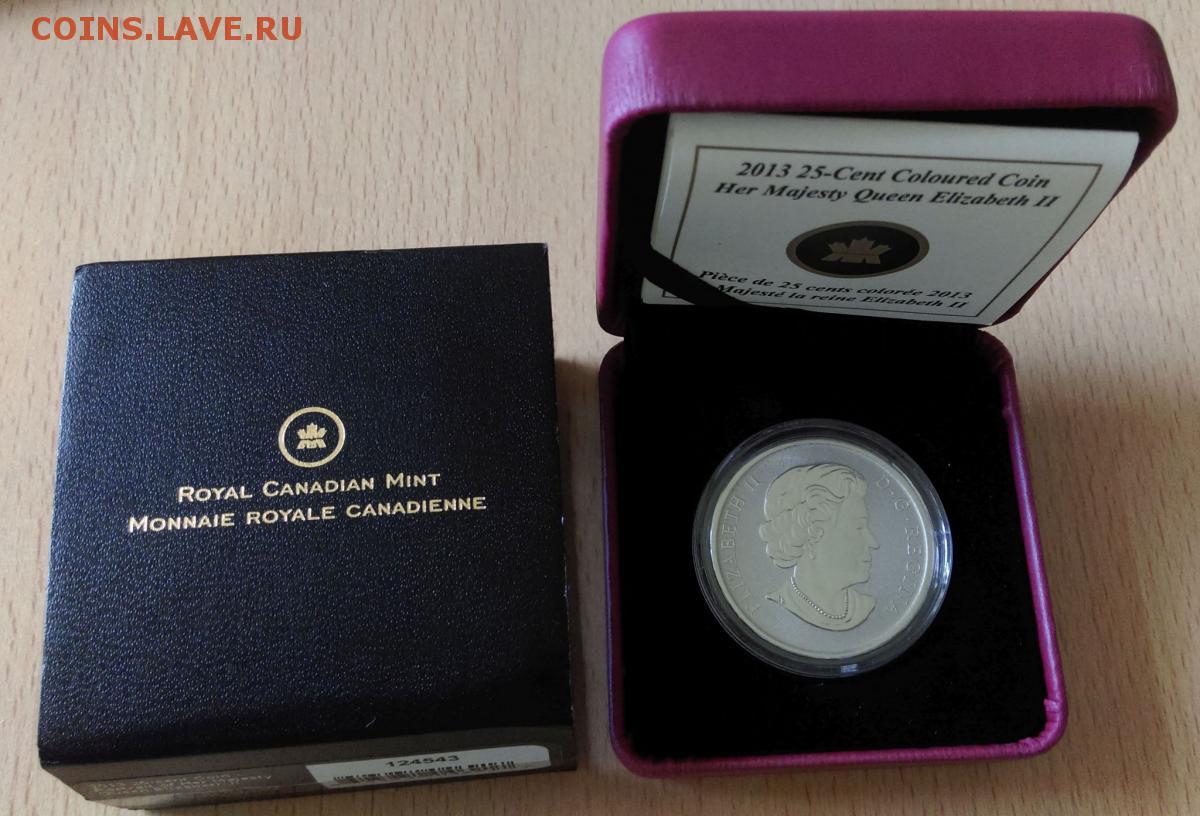 COINS.LAVE.RU
2013 25-Cent Coloured Coin
Her Majesty Queen Elizabeth II
Pièce de 25 cents colorée 2013
Majesté la reine Elizabeth II
ROYAL CANADIAN MINT
MONNAIE ROYALE CANADIENNE
ELIZABETH II D·G·REGINA
124543